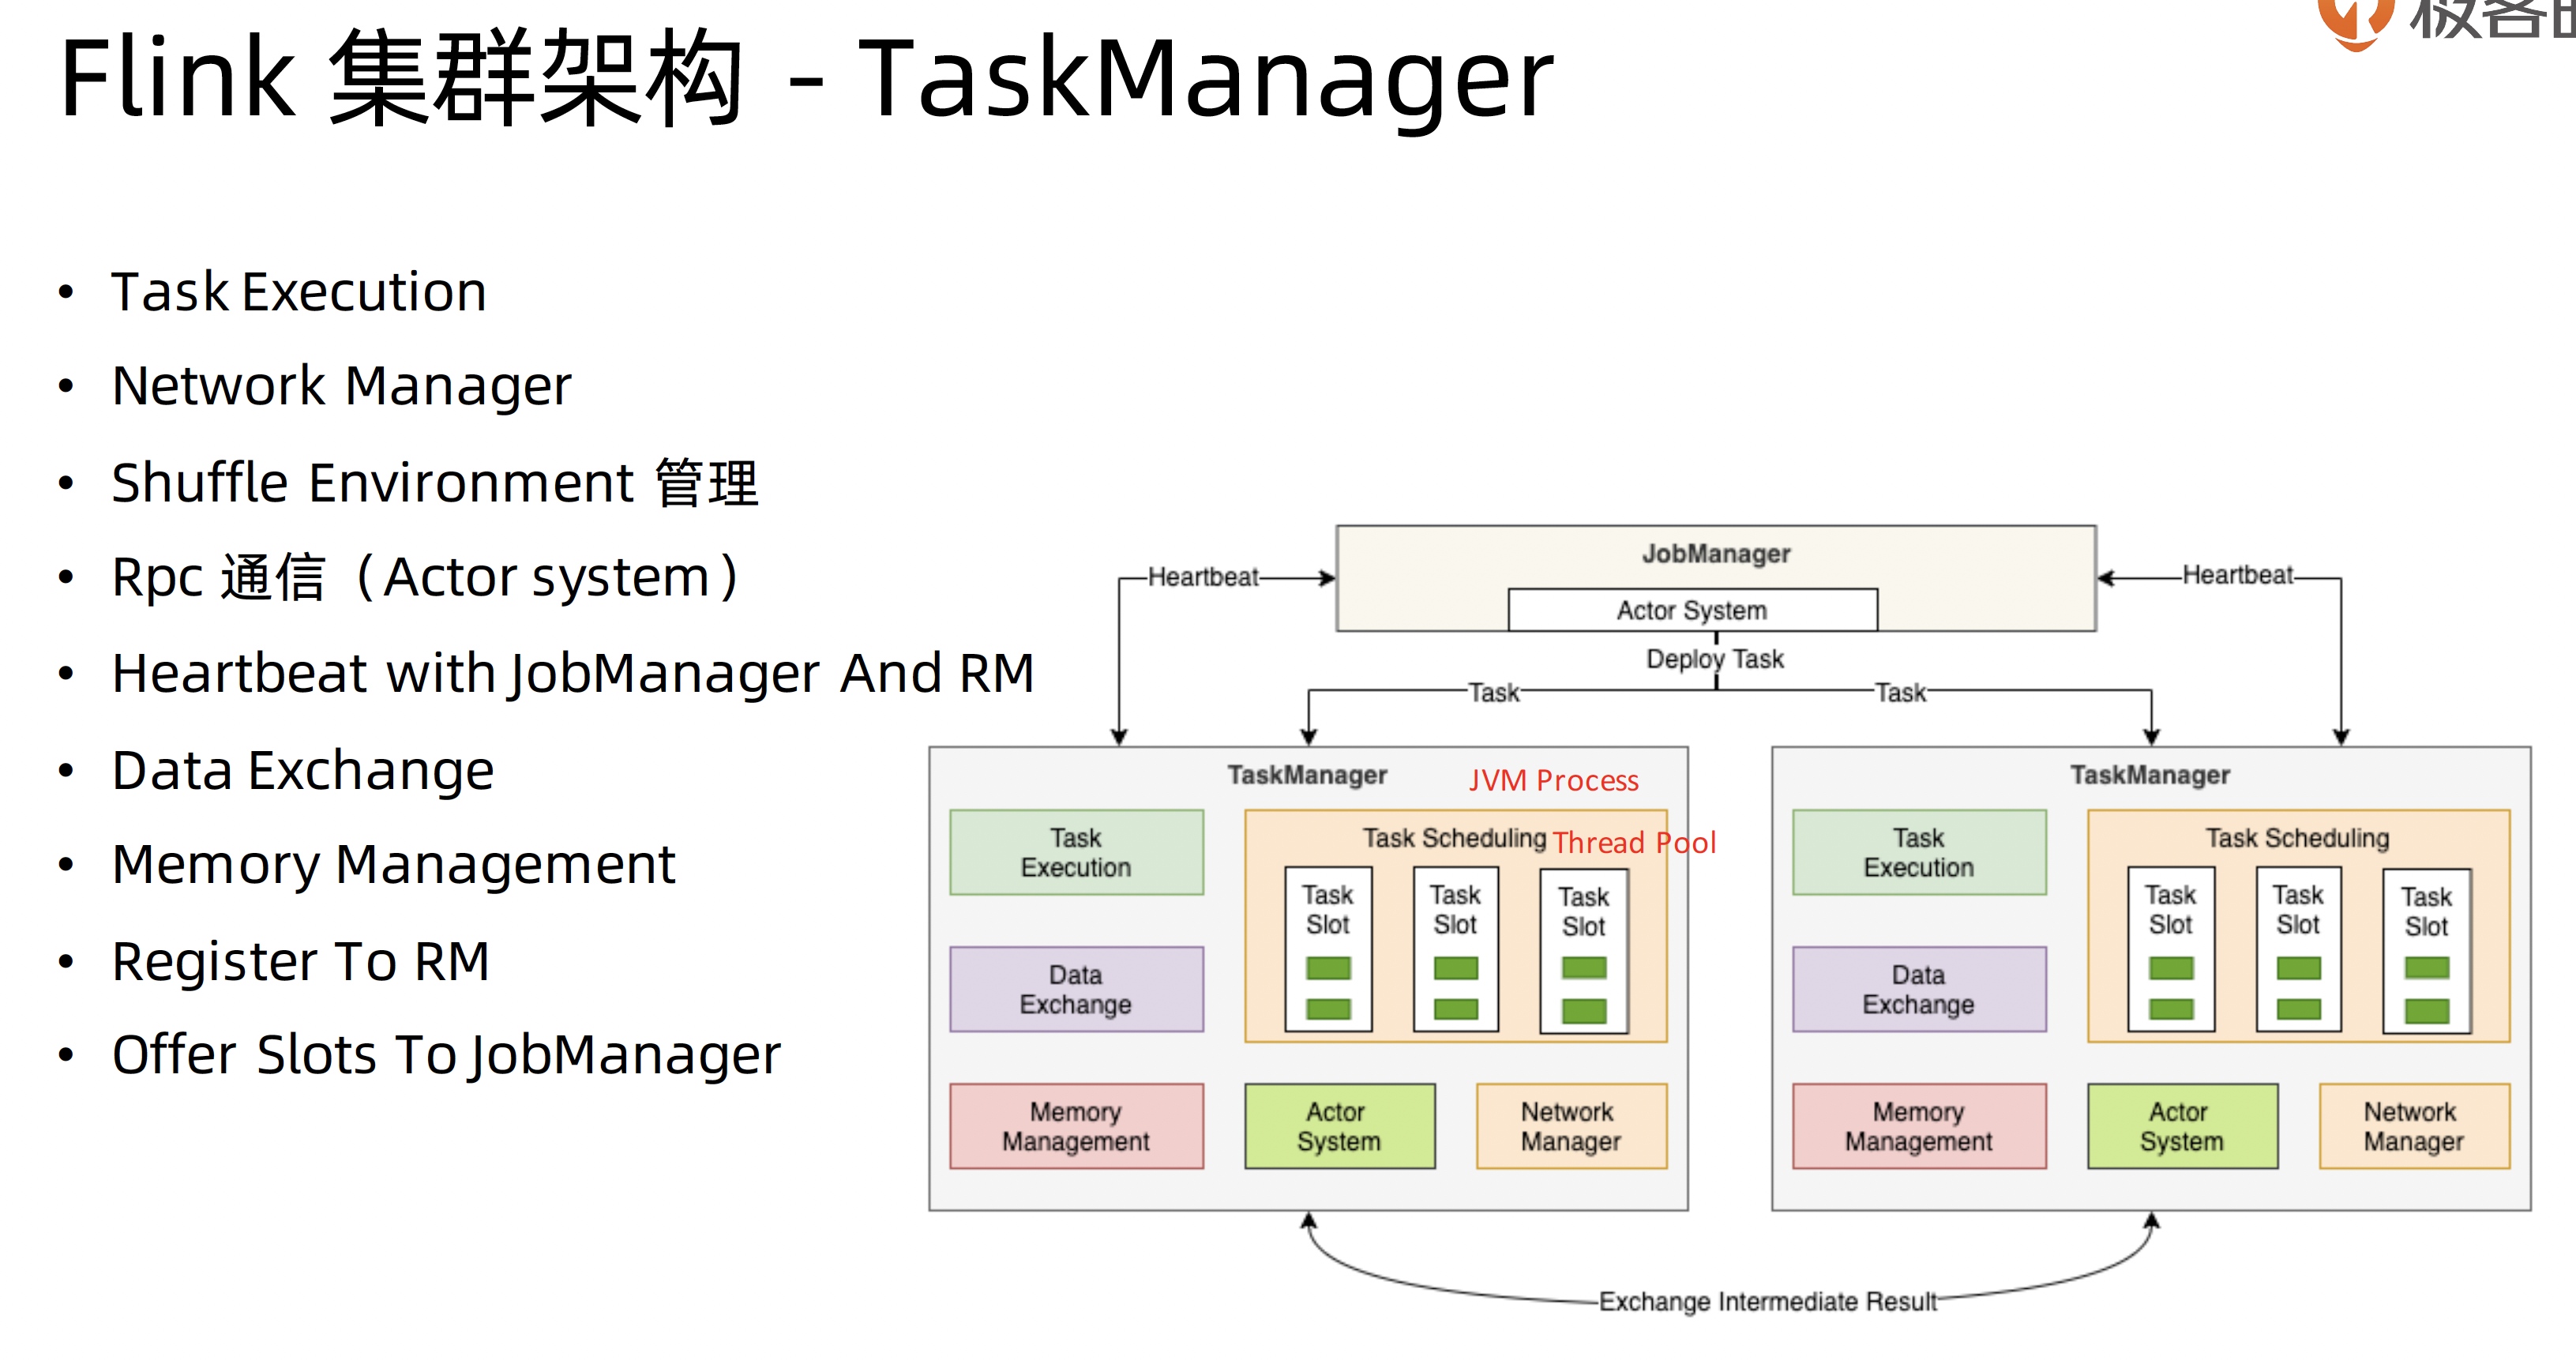 Flink 集群架构 - TaskManager
极客
• Task Execution
• Network Manager
• Shuffle Environment 管理
• Rpc 通信（Actor system）
• Heartbeat with JobManager And RM
• Data Exchange
• Memory Management
• Register To RM
• Offer Slots To JobManager
JobManager
Heartbeat
Heartbeat
Actor System
Deploy Task
Task
Task
TaskManager
JVM Process
Task
Execution
Task Scheduling
Thread Pool
Task
Slot
Task
Slot
Task
Slot
Data
Exchange
Memory
Management
Actor
System
Network
Manager
TaskManager
Task
Execution
Task Scheduling
Task
Slot
Task
Slot
Task
Slot
Data
Exchange
Memory
Management
Actor
System
Network
Manager
Exchange Intermediate Result